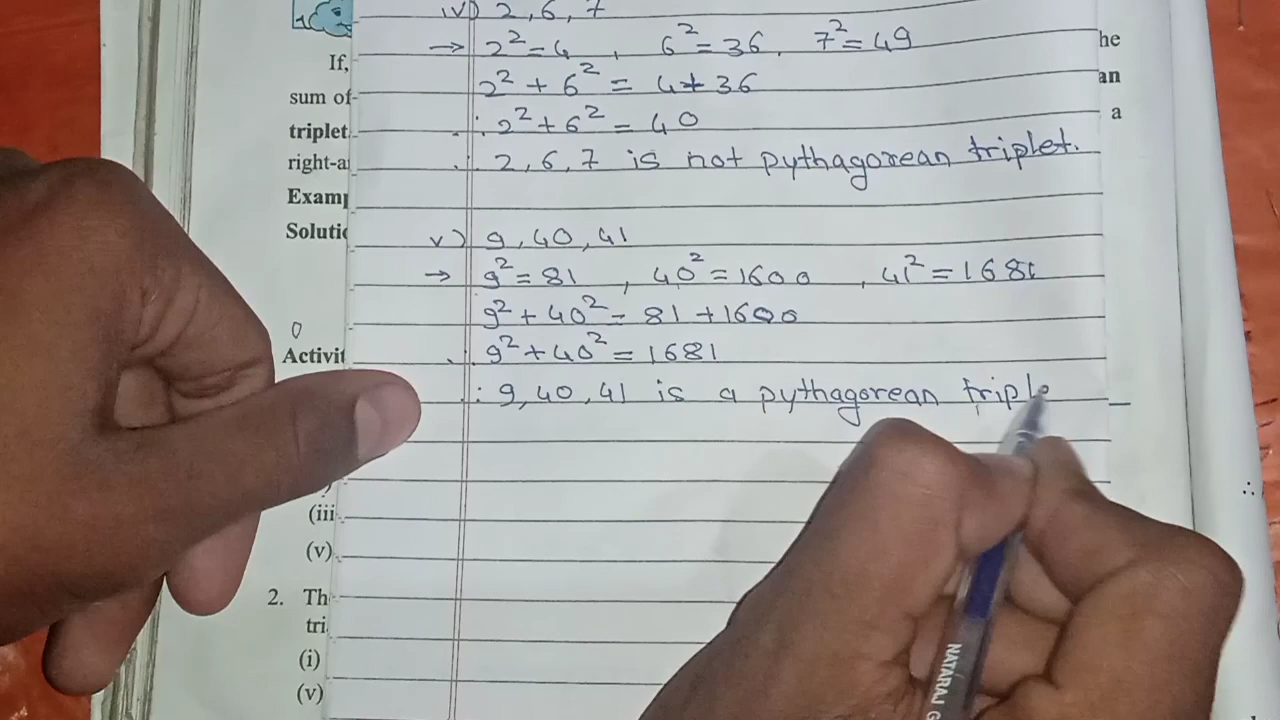 iv) 2, 6, 7
→ 2² = 4 , 6² = 36, 7² = 49
2² + 6² = 4 + 36
∴ 2² + 6² = 40
∴ 2, 6, 7 is not pythagorean triplet.
v) 9, 40, 41
→ 9² = 81 , 40² = 1600 , 41² = 1681
9² + 40² = 81 + 1600
∴ 9² + 40² = 1681
∴ 9, 40, 41 is a pythagorean triple
If,
sum of
triplet
right-a
Exam
Soluti
Activit
(iii
(v)
2. Th
tri
(i)
(v)
he
an
a
∴
NATARAJ G